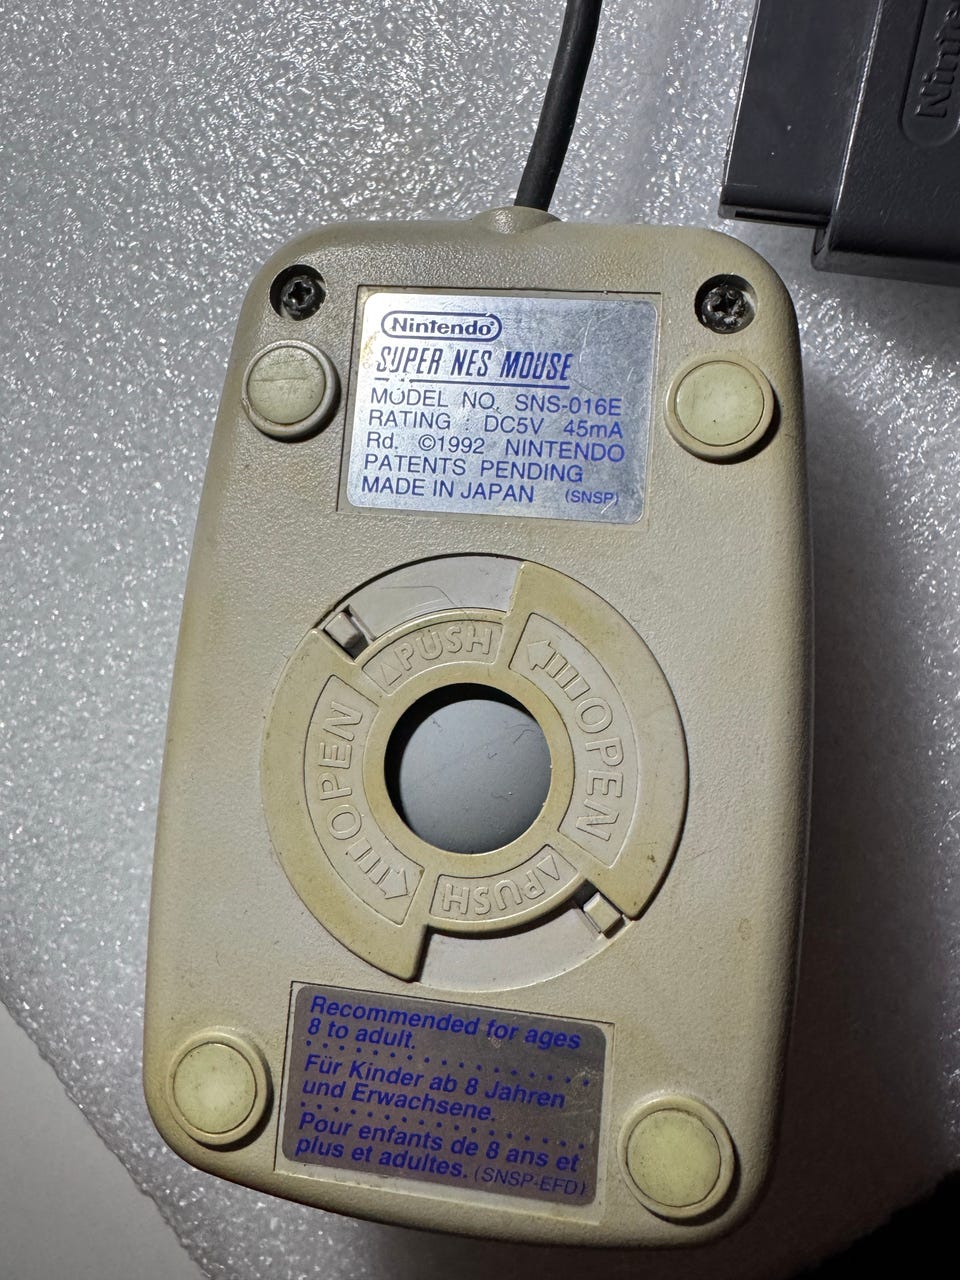 Nintendo®
SUPER NES MOUSE
MODEL NO. SNS-016E
RATING : DC5V 45mA
Rd. ©1992 NINTENDO
PATENTS PENDING
MADE IN JAPAN (SNSP)
△PUSH
OPEN
OPEN
△PUSH
Recommended for ages
8 to adult.
Für Kinder ab 8 Jahren
und Erwachsene.
Pour enfants de 8 ans et
plus et adultes. (SNSP-EFD)